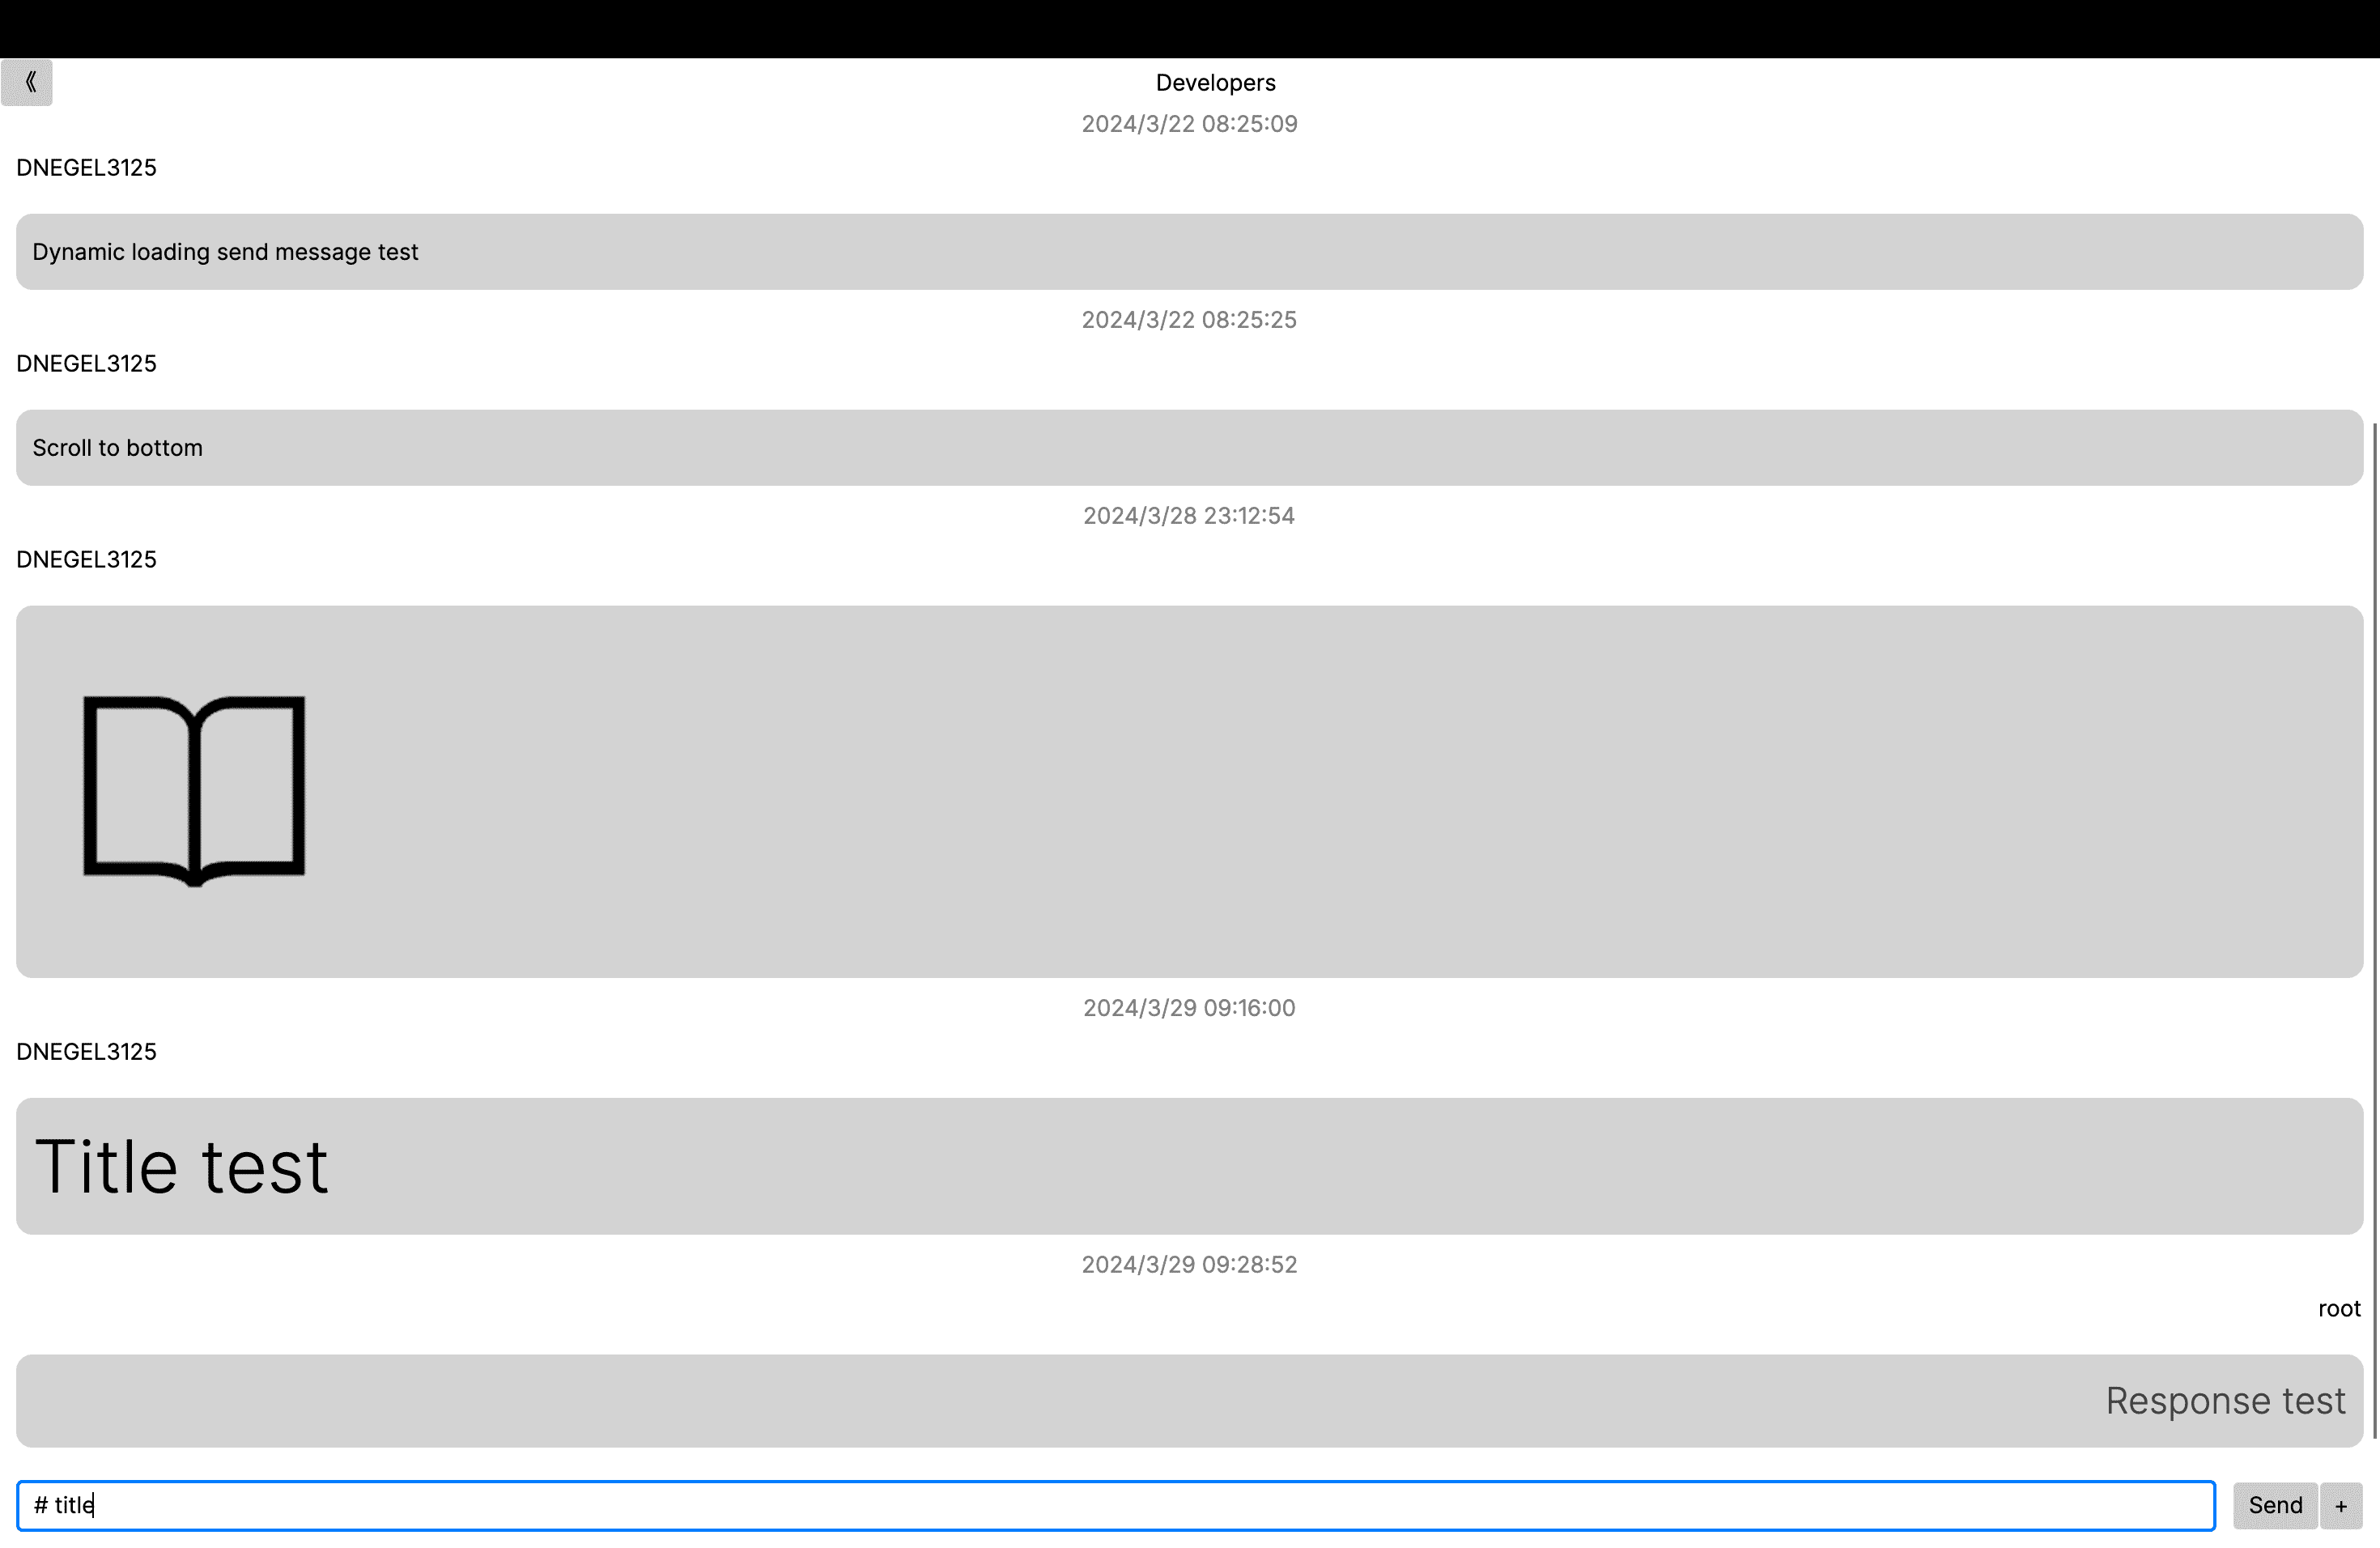 《
Developers
2024/3/22 08:25:09
DNEGEL3125
Dynamic loading send message test
2024/3/22 08:25:25
DNEGEL3125
Scroll to bottom
2024/3/28 23:12:54
DNEGEL3125
2024/3/29 09:16:00
DNEGEL3125
Title test
2024/3/29 09:28:52
root
Response test
# title
Send +